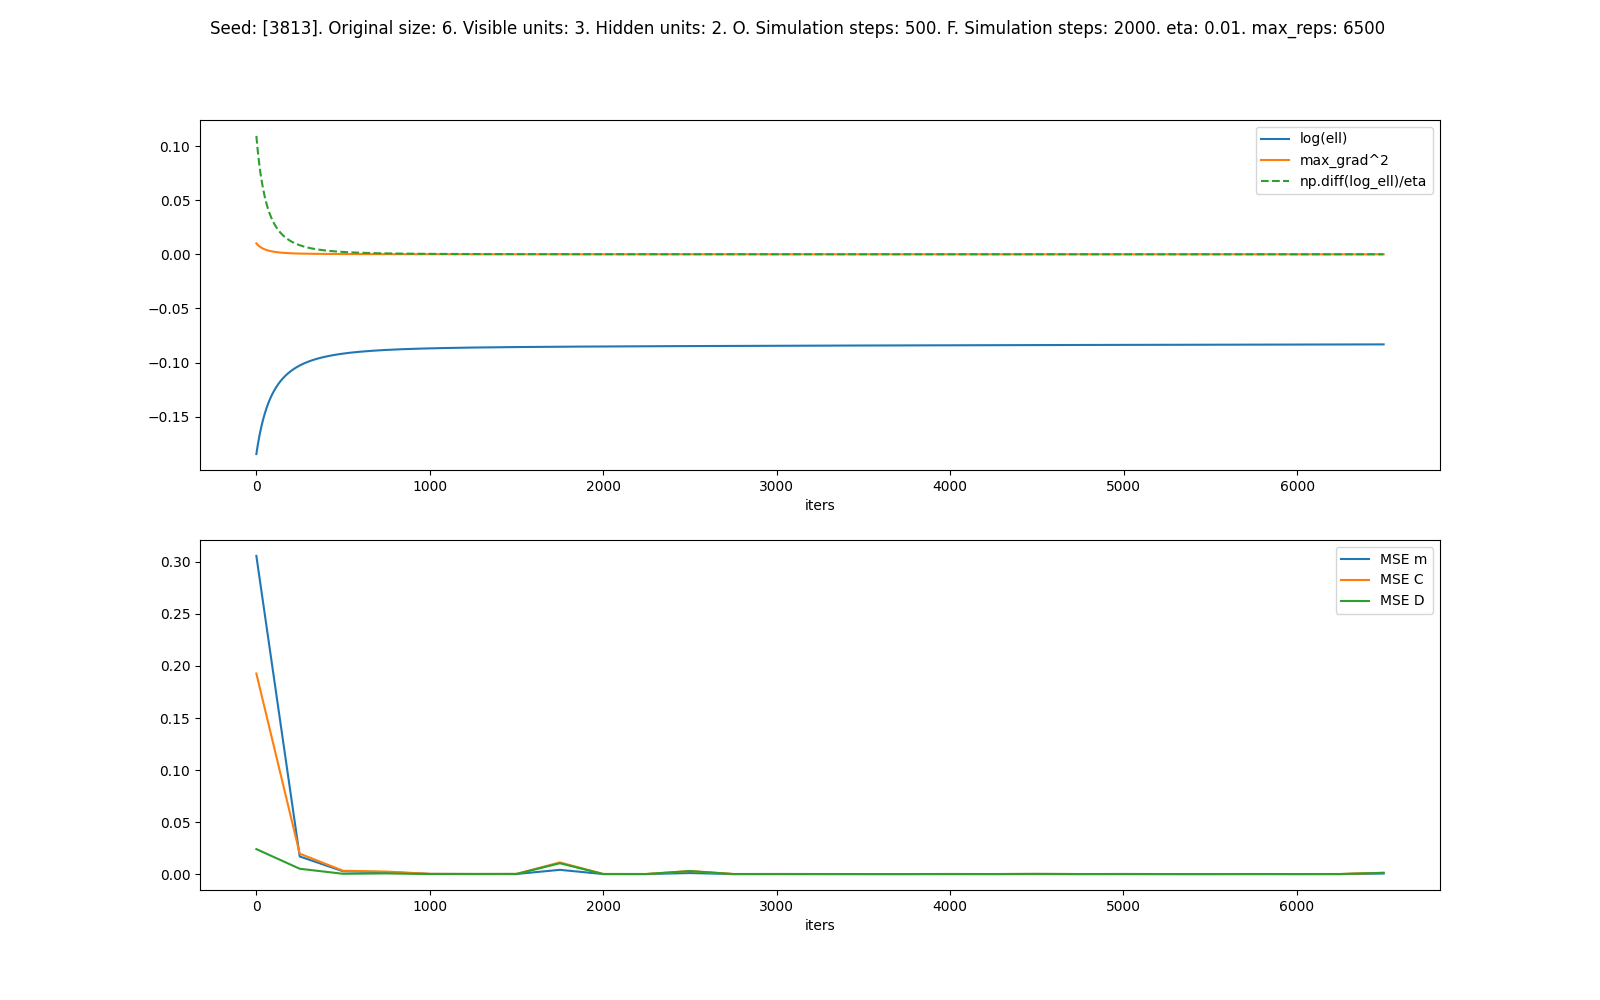 Seed: [3813]. Original size: 6. Visible units: 3. Hidden units: 2. O. Simulation steps: 500. F. Simulation steps: 2000. eta: 0.01. max_reps: 6500
0.10
0.05
0.00
−0.05
−0.10
−0.15
log(ell)
max_grad^2
np.diff(log_ell)/eta
0 1000 2000 3000 4000 5000 6000
iters
0.30
0.25
0.20
0.15
0.10
0.05
0.00
MSE m
MSE C
MSE D
0 1000 2000 3000 4000 5000 6000
iters